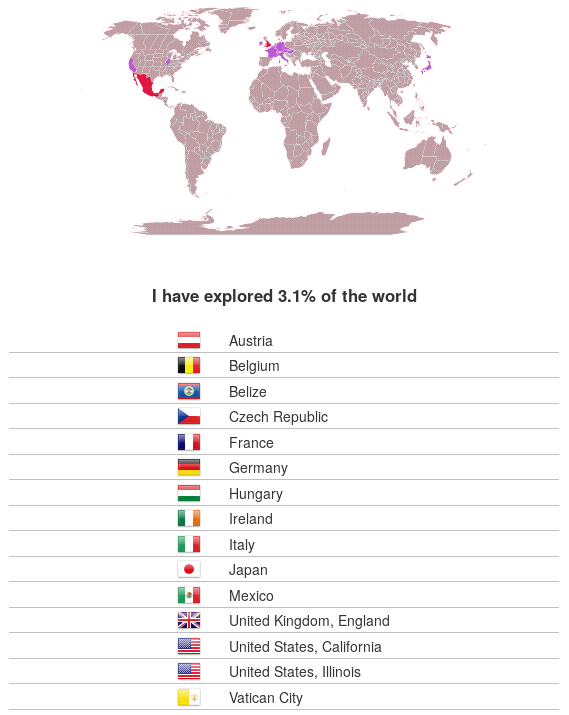 I have explored 3.1% of the world
Austria
Belgium
Belize
Czech Republic
France
Germany
Hungary
Ireland
Italy
Japan
Mexico
United Kingdom, England
United States, California
United States, Illinois
Vatican City